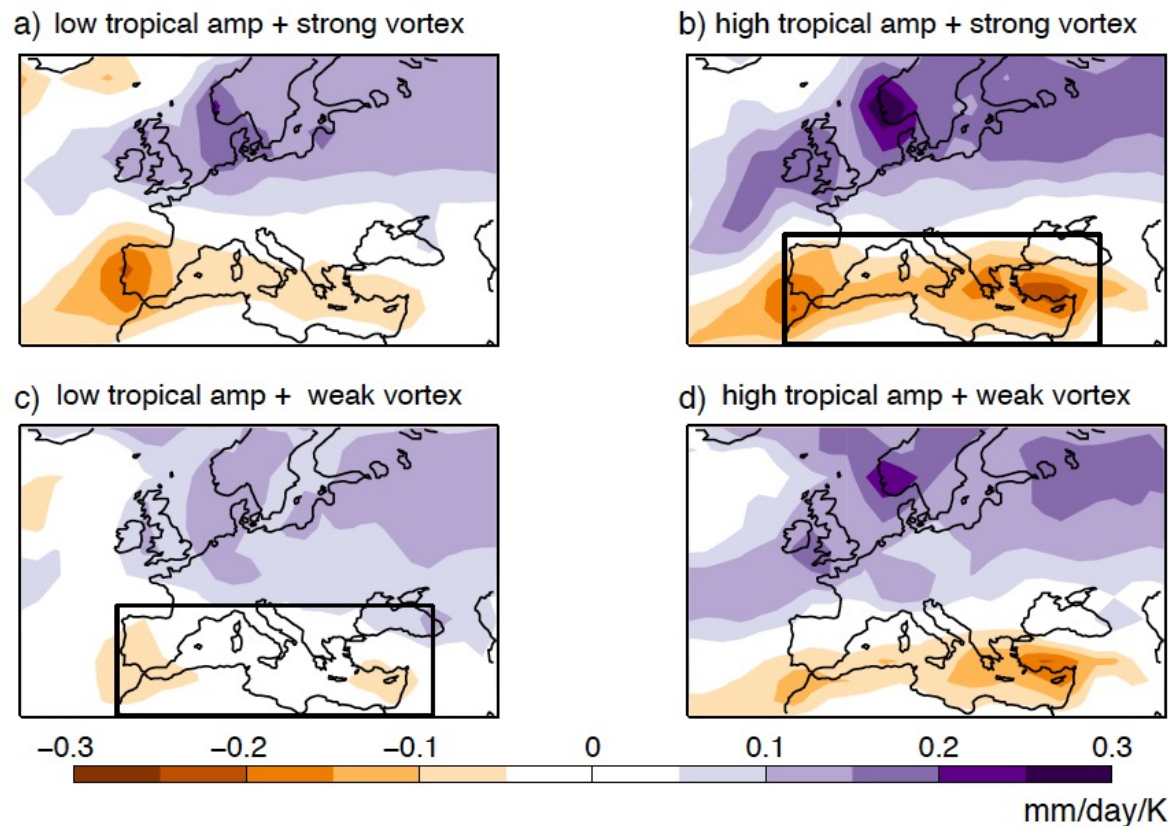 a) low tropical amp + strong vortex
b) high tropical amp + strong vortex
c) low tropical amp + weak vortex
d) high tropical amp + weak vortex
−0.3 −0.2 −0.1 0 0.1 0.2 0.3
mm/day/K